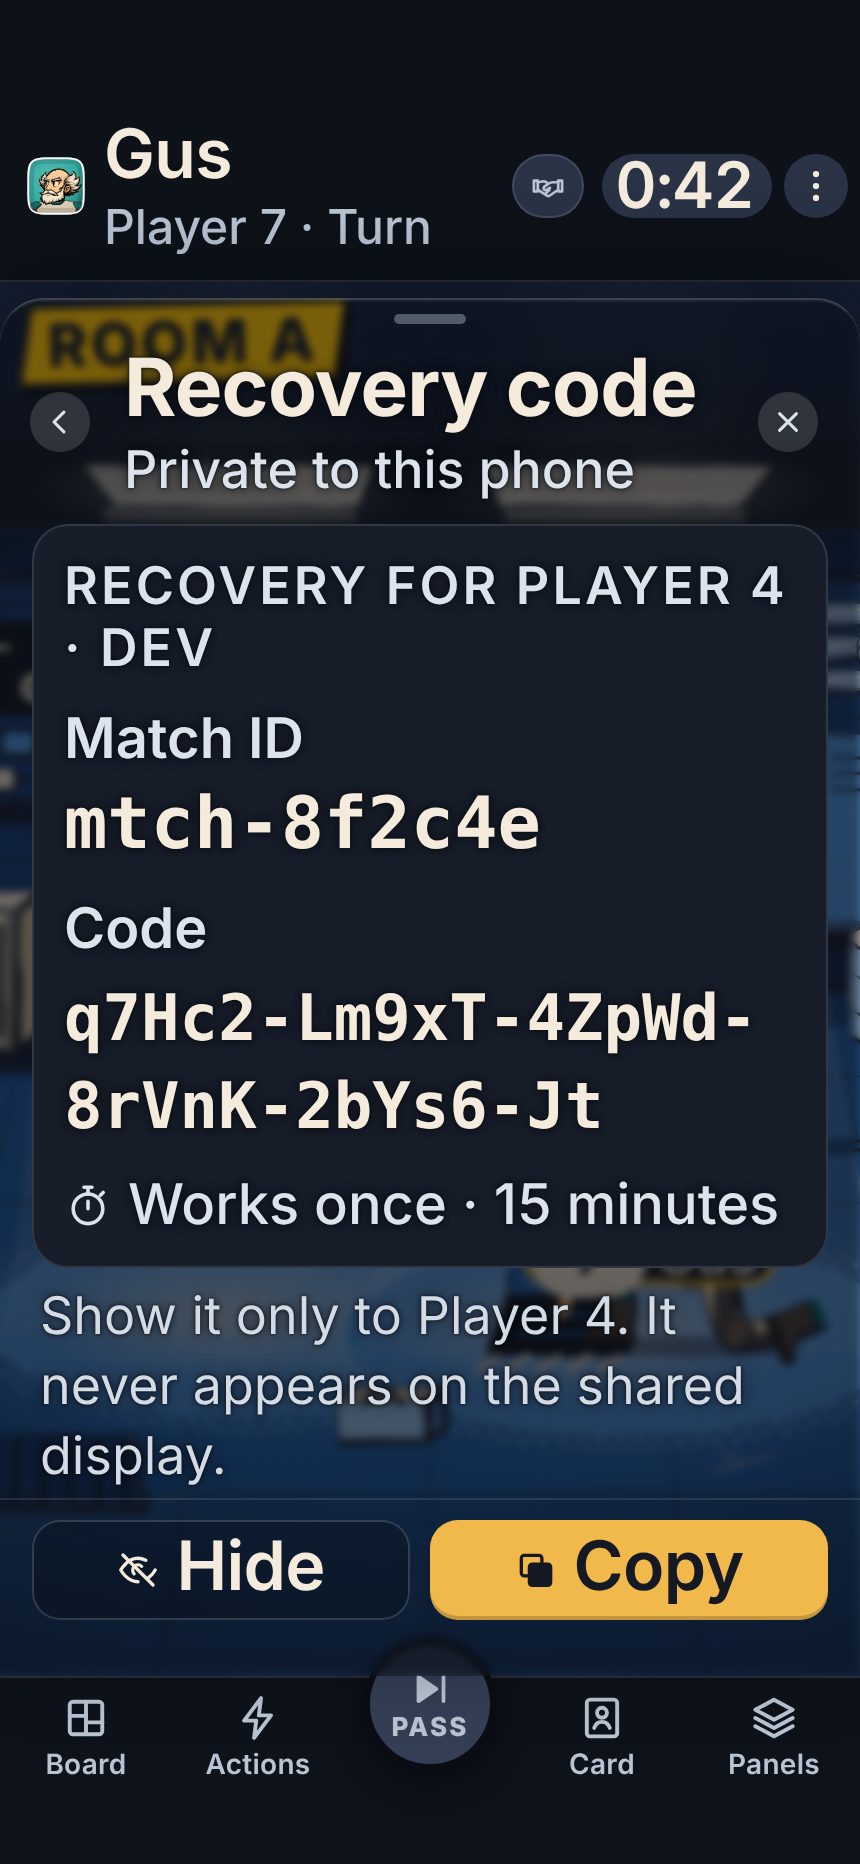 Gus
Player 7 · Turn
0:42
ROOM A
Recovery code
Private to this phone
RECOVERY FOR PLAYER 4
· DEV
Match ID
mtch-8f2c4e
Code
q7Hc2-Lm9xT-4ZpWd-
8rVnK-2bYs6-Jt
Works once · 15 minutes
Show it only to Player 4. It
never appears on the shared
display.
Hide
Copy
PASS
Board
Actions
Card
Panels